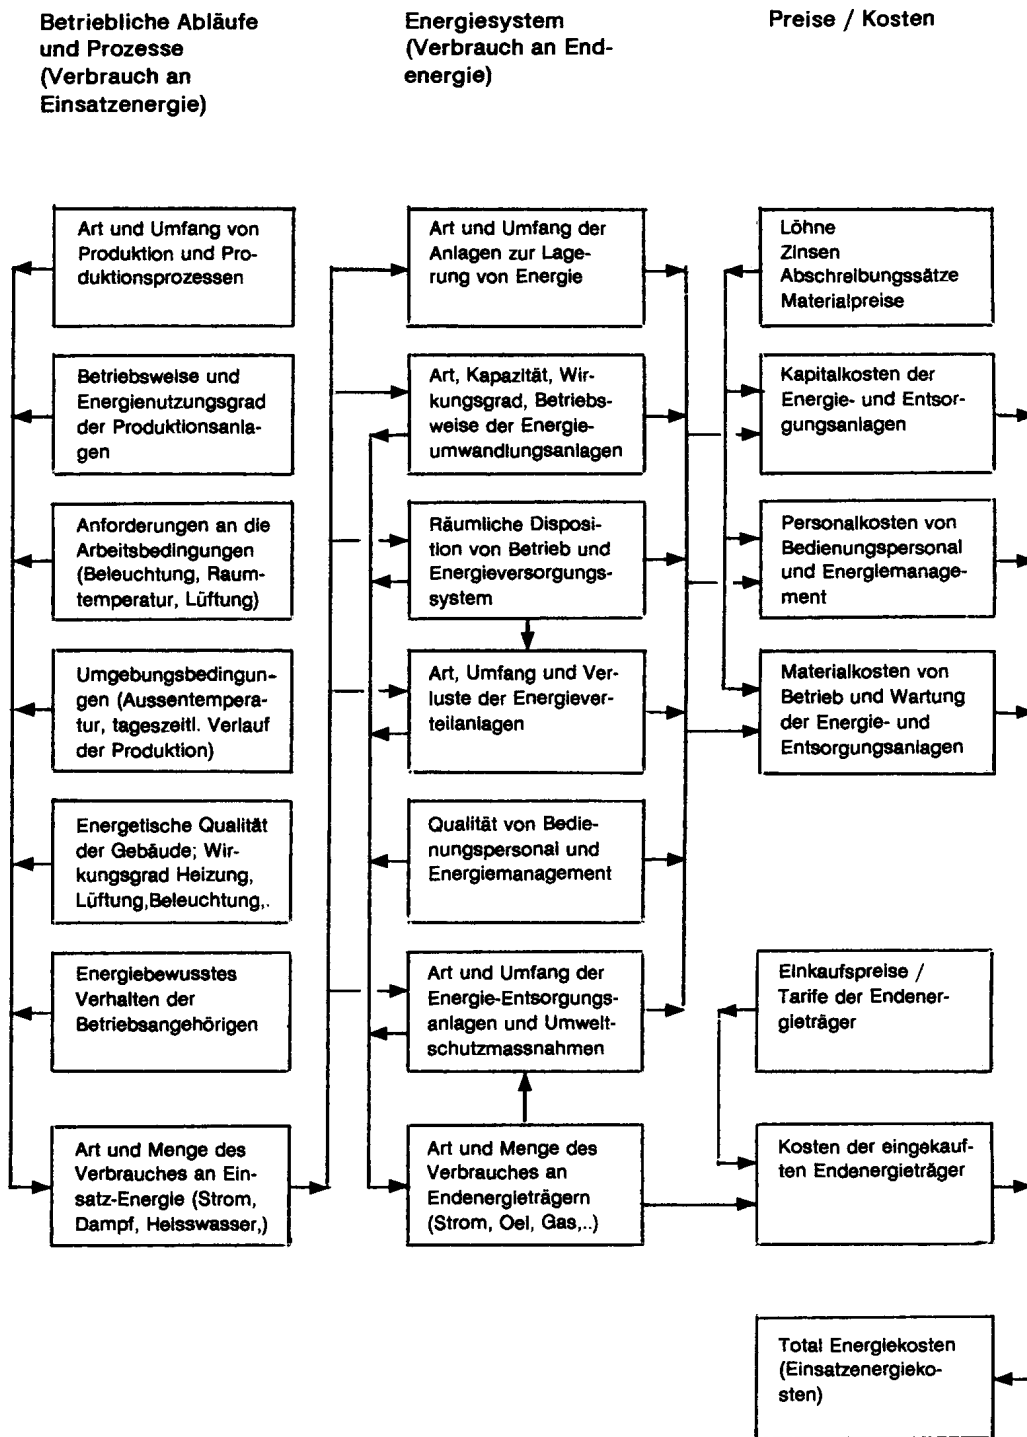 Betriebliche Abläufe
und Prozesse
(Verbrauch an
Einsatzenergie)
Energiesystem
(Verbrauch an End-
energie)
Preise / Kosten
Art und Umfang von
Produktion und Pro-
duktionsprozessen
Betriebsweise und
Energienutzungsgrad
der Produktionsanla-
gen
Anforderungen an die
Arbeitsbedingungen
(Beleuchtung, Raum-
temperatur, Lüftung)
Umgebungsbedingun-
gen (Aussentempera-
tur, tageszeitl. Verlauf
der Produktion)
Energetische Qualität
der Gebäude; Wir-
kungsgrad Heizung,
Lüftung,Beleuchtung,.
Energiebewusstes
Verhalten der
Betriebsangehörigen
Art und Menge des
Verbrauches an Ein-
satz-Energie (Strom,
Dampf, Heisswasser,)
Art und Umfang der
Anlagen zur Lage-
rung von Energie
Art, Kapazität, Wir-
kungsgrad, Betriebs-
weise der Energie-
umwandlungsanlagen
Räumliche Disposi-
tion von Betrieb und
Energieversorgungs-
system
Art, Umfang und Ver-
luste der Energiever-
teilanlagen
Qualität von Bedie-
nungspersonal und
Energiemanagement
Art und Umfang der
Energie-Entsorgungs-
anlagen und Umwelt-
schutzmassnahmen
Art und Menge des
Verbrauches an
Endenergieträgern
(Strom, Oel, Gas,..)
Löhne
Zinsen
Abschreibungssätze
Materialpreise
Kapitalkosten der
Energie- und Entsor-
gungsanlagen
Personalkosten von
Bedienungspersonal
und Energiemanage-
ment
Materialkosten von
Betrieb und Wartung
der Energie- und
Entsorgungsanlagen
Einkaufspreise /
Tarife der Endener-
gieträger
Kosten der eingekauf-
ten Endenergieträger
Total Energiekosten
(Einsatzenergieko-
sten)